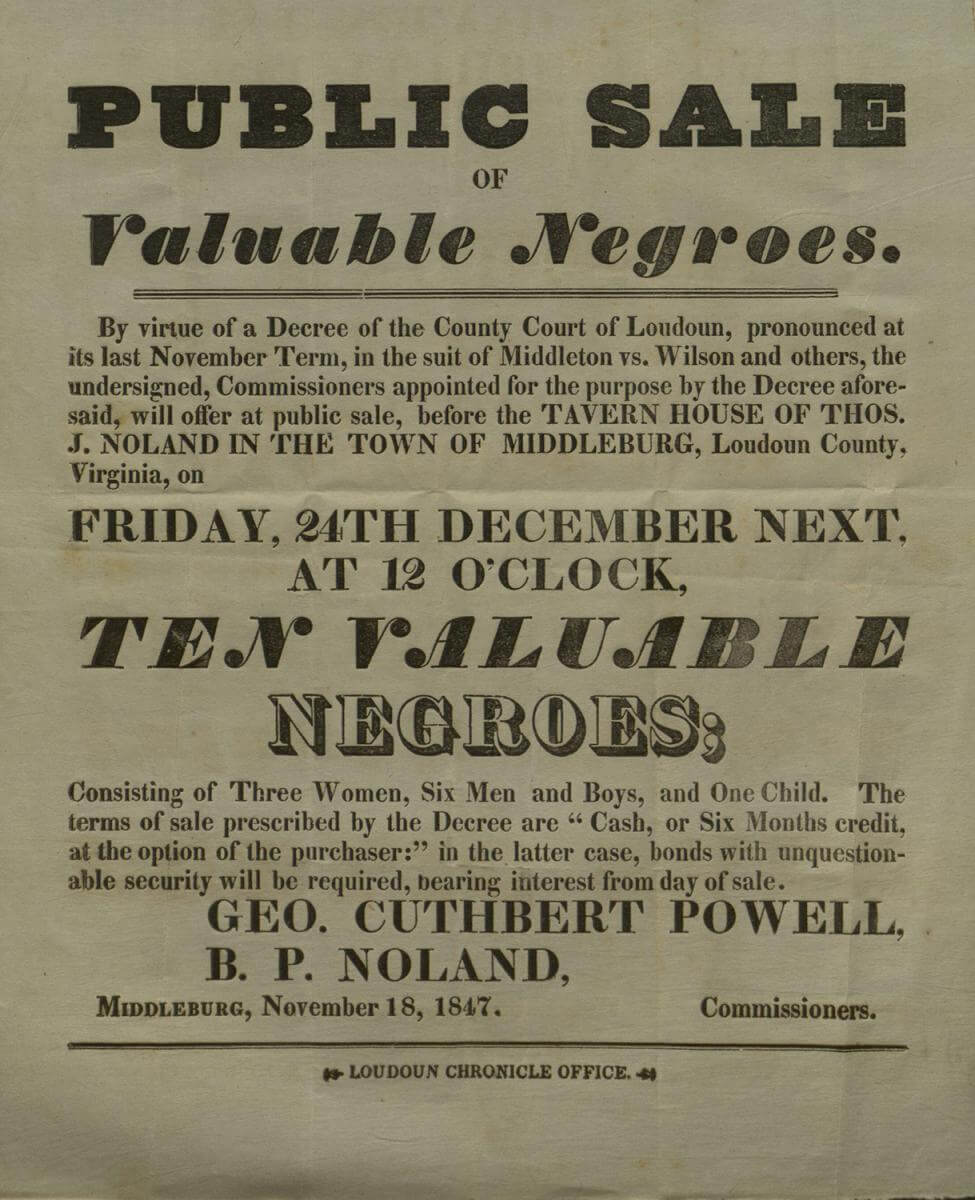 PUBLIC SALE
OF
Valuable Negroes.
By virtue of a Decree of the County Court of Loudoun, pronounced at
its last November Term, in the suit of Middleton vs. Wilson and others, the
undersigned, Commissioners appointed for the purpose by the Decree afore-
said, will offer at public sale, before the TAVERN HOUSE OF THOS.
J. NOLAND IN THE TOWN OF MIDDLEBURG, Loudoun County,
Virginia, on
FRIDAY, 24TH DECEMBER NEXT,
AT 12 O'CLOCK,
TEN VALUABLE
NEGROES;
Consisting of Three Women, Six Men and Boys, and One Child. The
terms of sale prescribed by the Decree are “ Cash, or Six Months credit,
at the option of the purchaser:” in the latter case, bonds with unquestion-
able security will be required, bearing interest from day of sale.
GEO. CUTHBERT POWELL,
B. P. NOLAND,
MIDDLEBURG, November 18, 1847. Commissioners.
LOUDOUN CHRONICLE OFFICE.